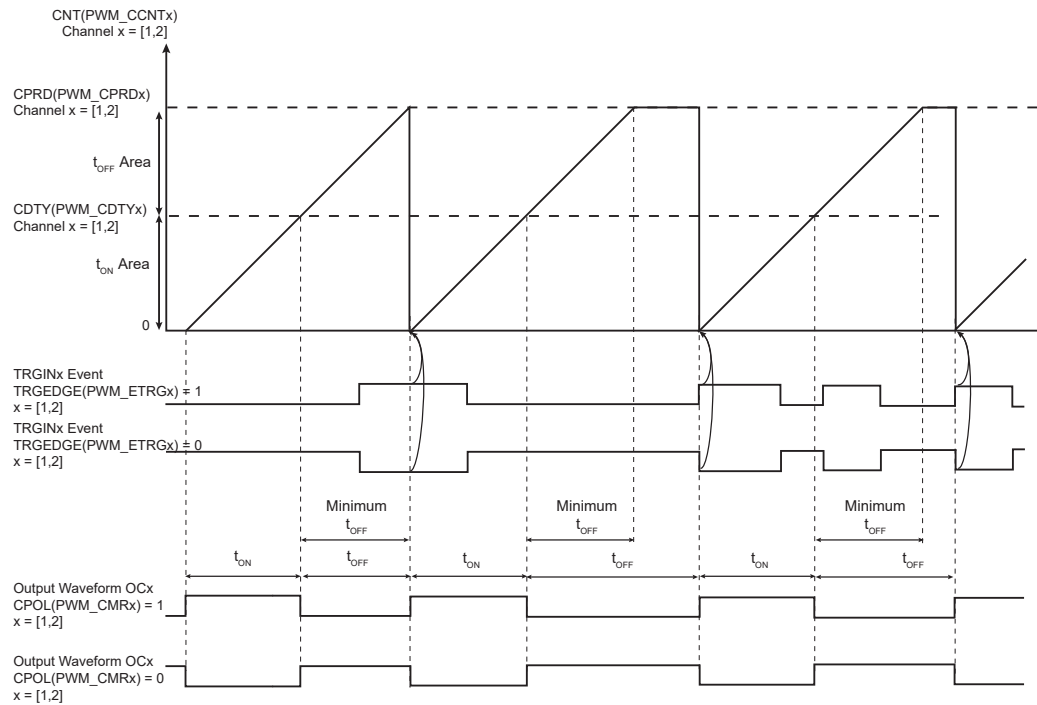 CNT(PWM_CCNTx)
Channel x = [1,2]
CPRD(PWM_CPRDx)
Channel x = [1,2]
tOFF Area
CDTY(PWM_CDTYx)
Channel x = [1,2]
tON Area
0
TRGINx Event
TRGEDGE(PWM_ETRGx) = 1
x = [1,2]
TRGINx Event
TRGEDGE(PWM_ETRGx) = 0
x = [1,2]
Minimum
tOFF
Minimum
tOFF
Minimum
tOFF
tON
tOFF
tON
tOFF
tON
tOFF
Output Waveform OCx
CPOL(PWM_CMRx) = 1
x = [1,2]
Output Waveform OCx
CPOL(PWM_CMRx) = 0
x = [1,2]